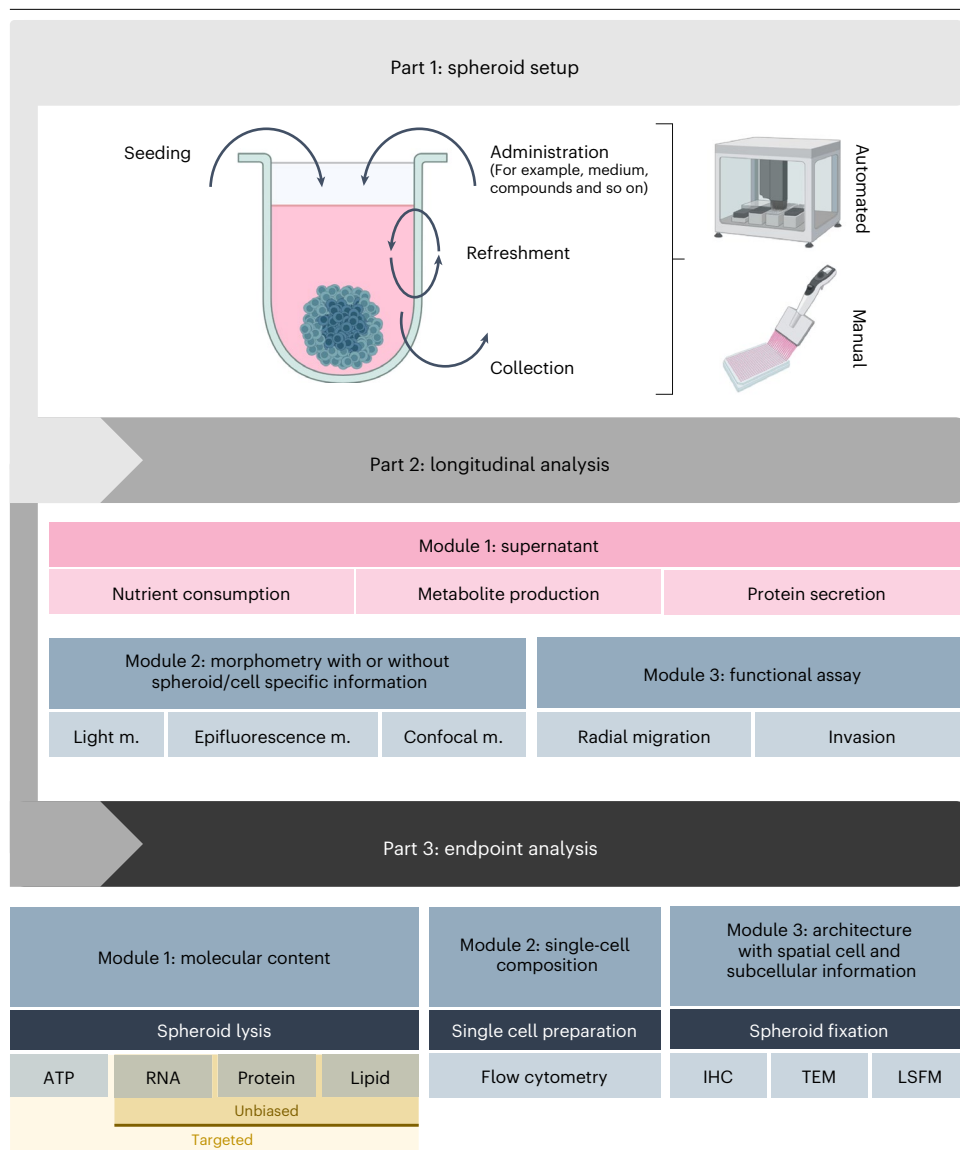 Part 1: spheroid setup
Seeding
Administration
(For example, medium,
compounds and so on)
Refreshment
Collection
Automated
Manual
Part 2: longitudinal analysis
Module 1: supernatant
Nutrient consumption
Metabolite production
Protein secretion
Module 2: morphometry with or without
spheroid/cell specific information
Light m.
Epifluorescence m.
Confocal m.
Module 3: functional assay
Radial migration
Invasion
Part 3: endpoint analysis
Module 1: molecular content
Spheroid lysis
ATP
RNA
Protein
Lipid
Unbiased
Targeted
Module 2: single-cell
composition
Single cell preparation
Flow cytometry
Module 3: architecture
with spatial cell and
subcellular information
Spheroid fixation
IHC
TEM
LSFM